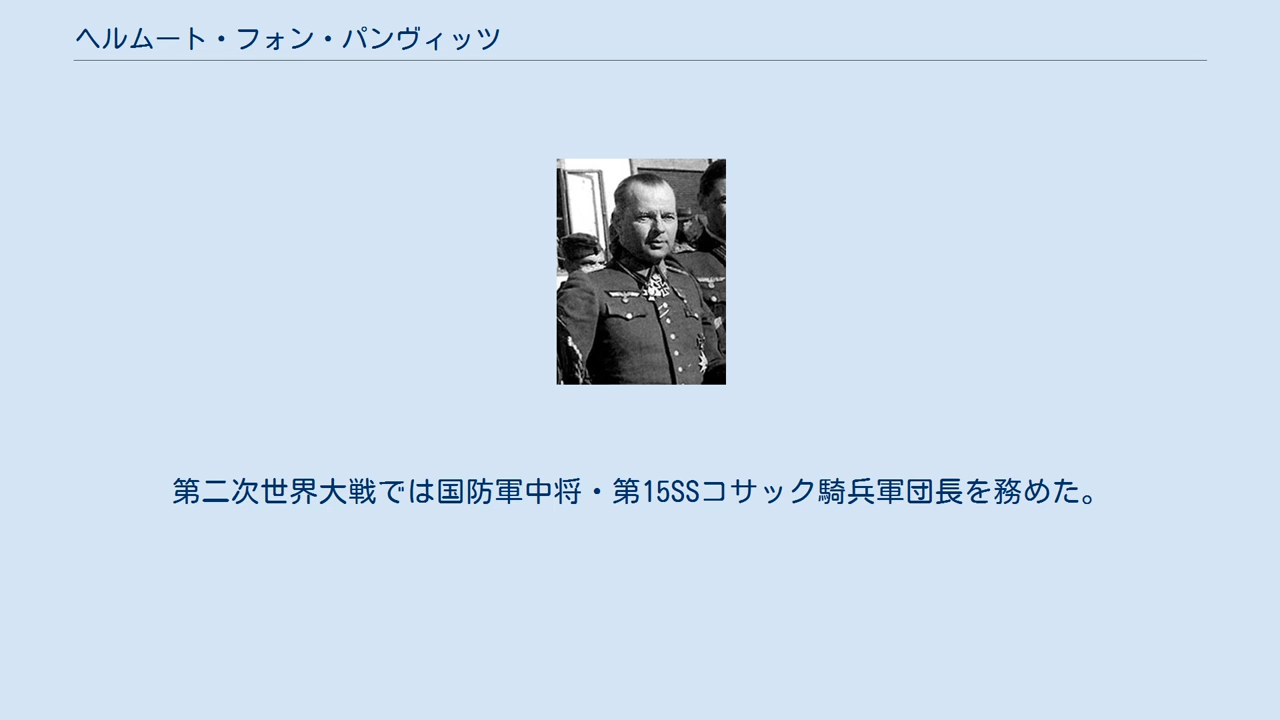 ヘルムート・フォン・パンヴィッツ
第二次世界大戦では国防軍中将・第15SSコサック騎兵軍団長を務めた。